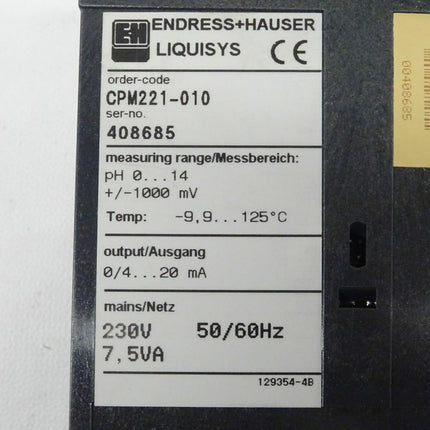 EH ENDRESS+HAUSER
LIQUISYS CE
order-code
CPM221-010
ser-no.
408685
measuring range/Messbereich:
pH 0...14
+/-1000 mV
Temp: -9,9...125°C
output/Ausgang
0/4...20 mA
mains/Netz
230V 50/60Hz
7,5VA
129354-4B
00408685